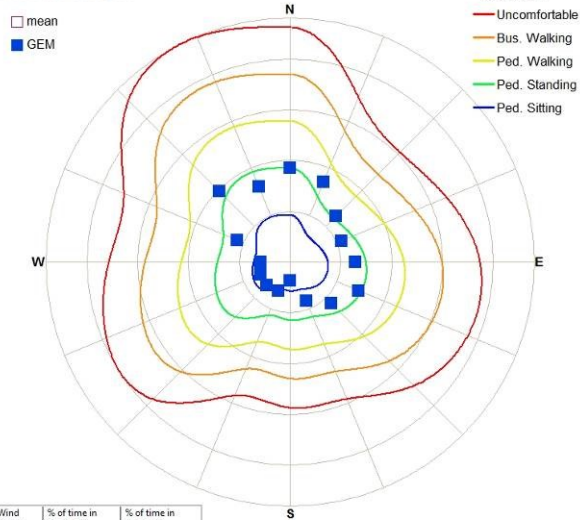 N
mean
GEM
Uncomfortable
Bus. Walking
Ped. Walking
Ped. Standing
Ped. Sitting
W
E
S
Wind
% of time in
% of time in